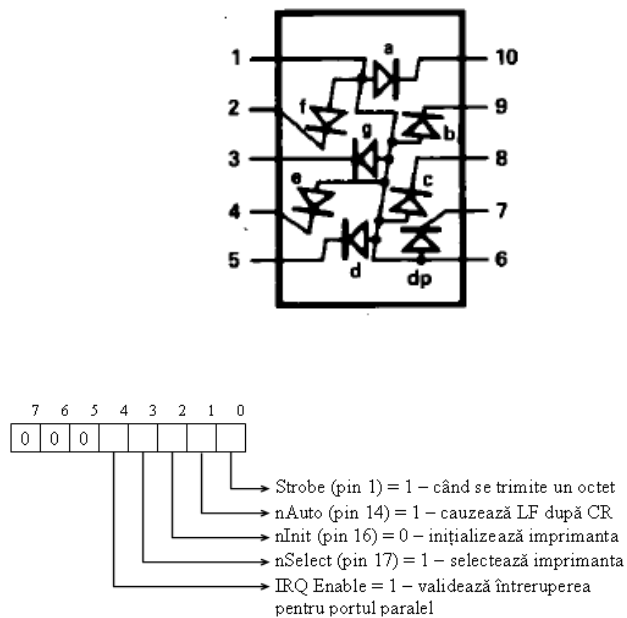 1 a 10
2 f 9
b
3 g 8
e c
4 7
5 d dp 6
7 6 5 4 3 2 1 0
0 0 0
Strobe (pin 1) = 1 – când se trimite un octet
nAuto (pin 14) = 1 – cauzează LF după CR
nInit (pin 16) = 0 – inițializează imprimanta
nSelect (pin 17) = 1 – selectează imprimanta
IRQ Enable = 1 – validează întreruperea
pentru portul paralel